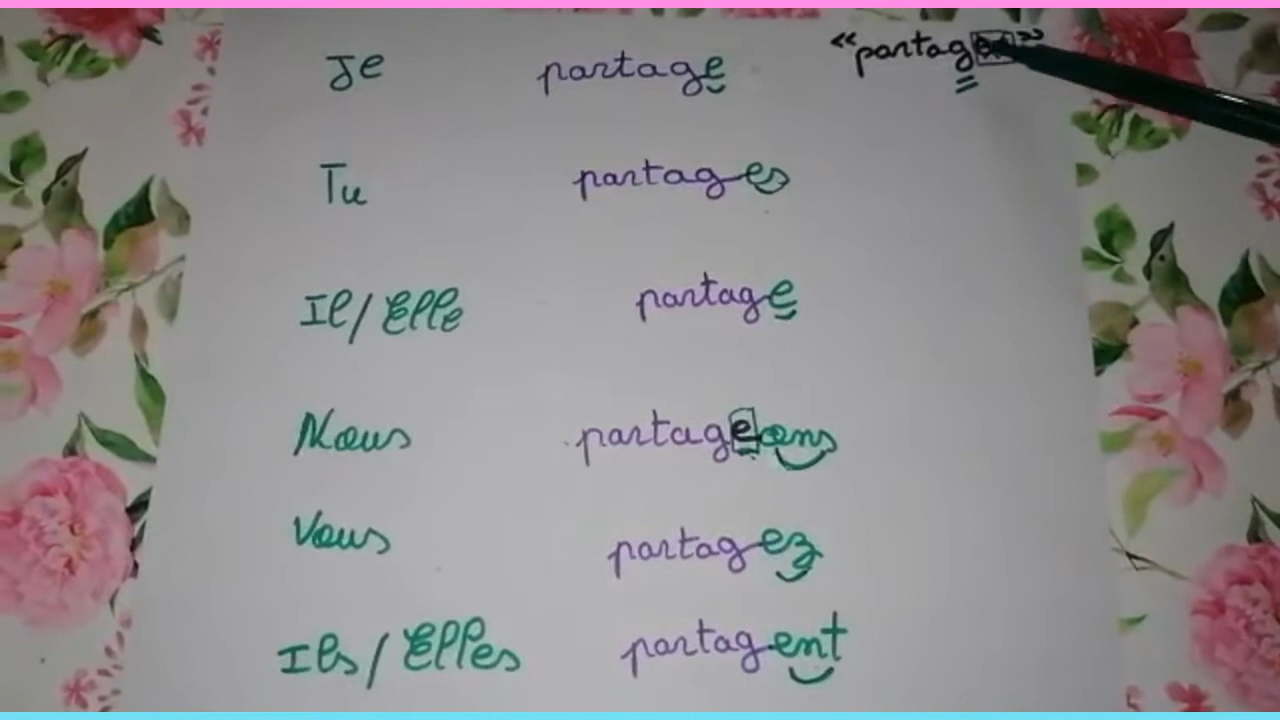 Je partage «partager»
Tu partages
Il/Elle partage
Nous partageons
Vous partagez
Ils/Elles partagent